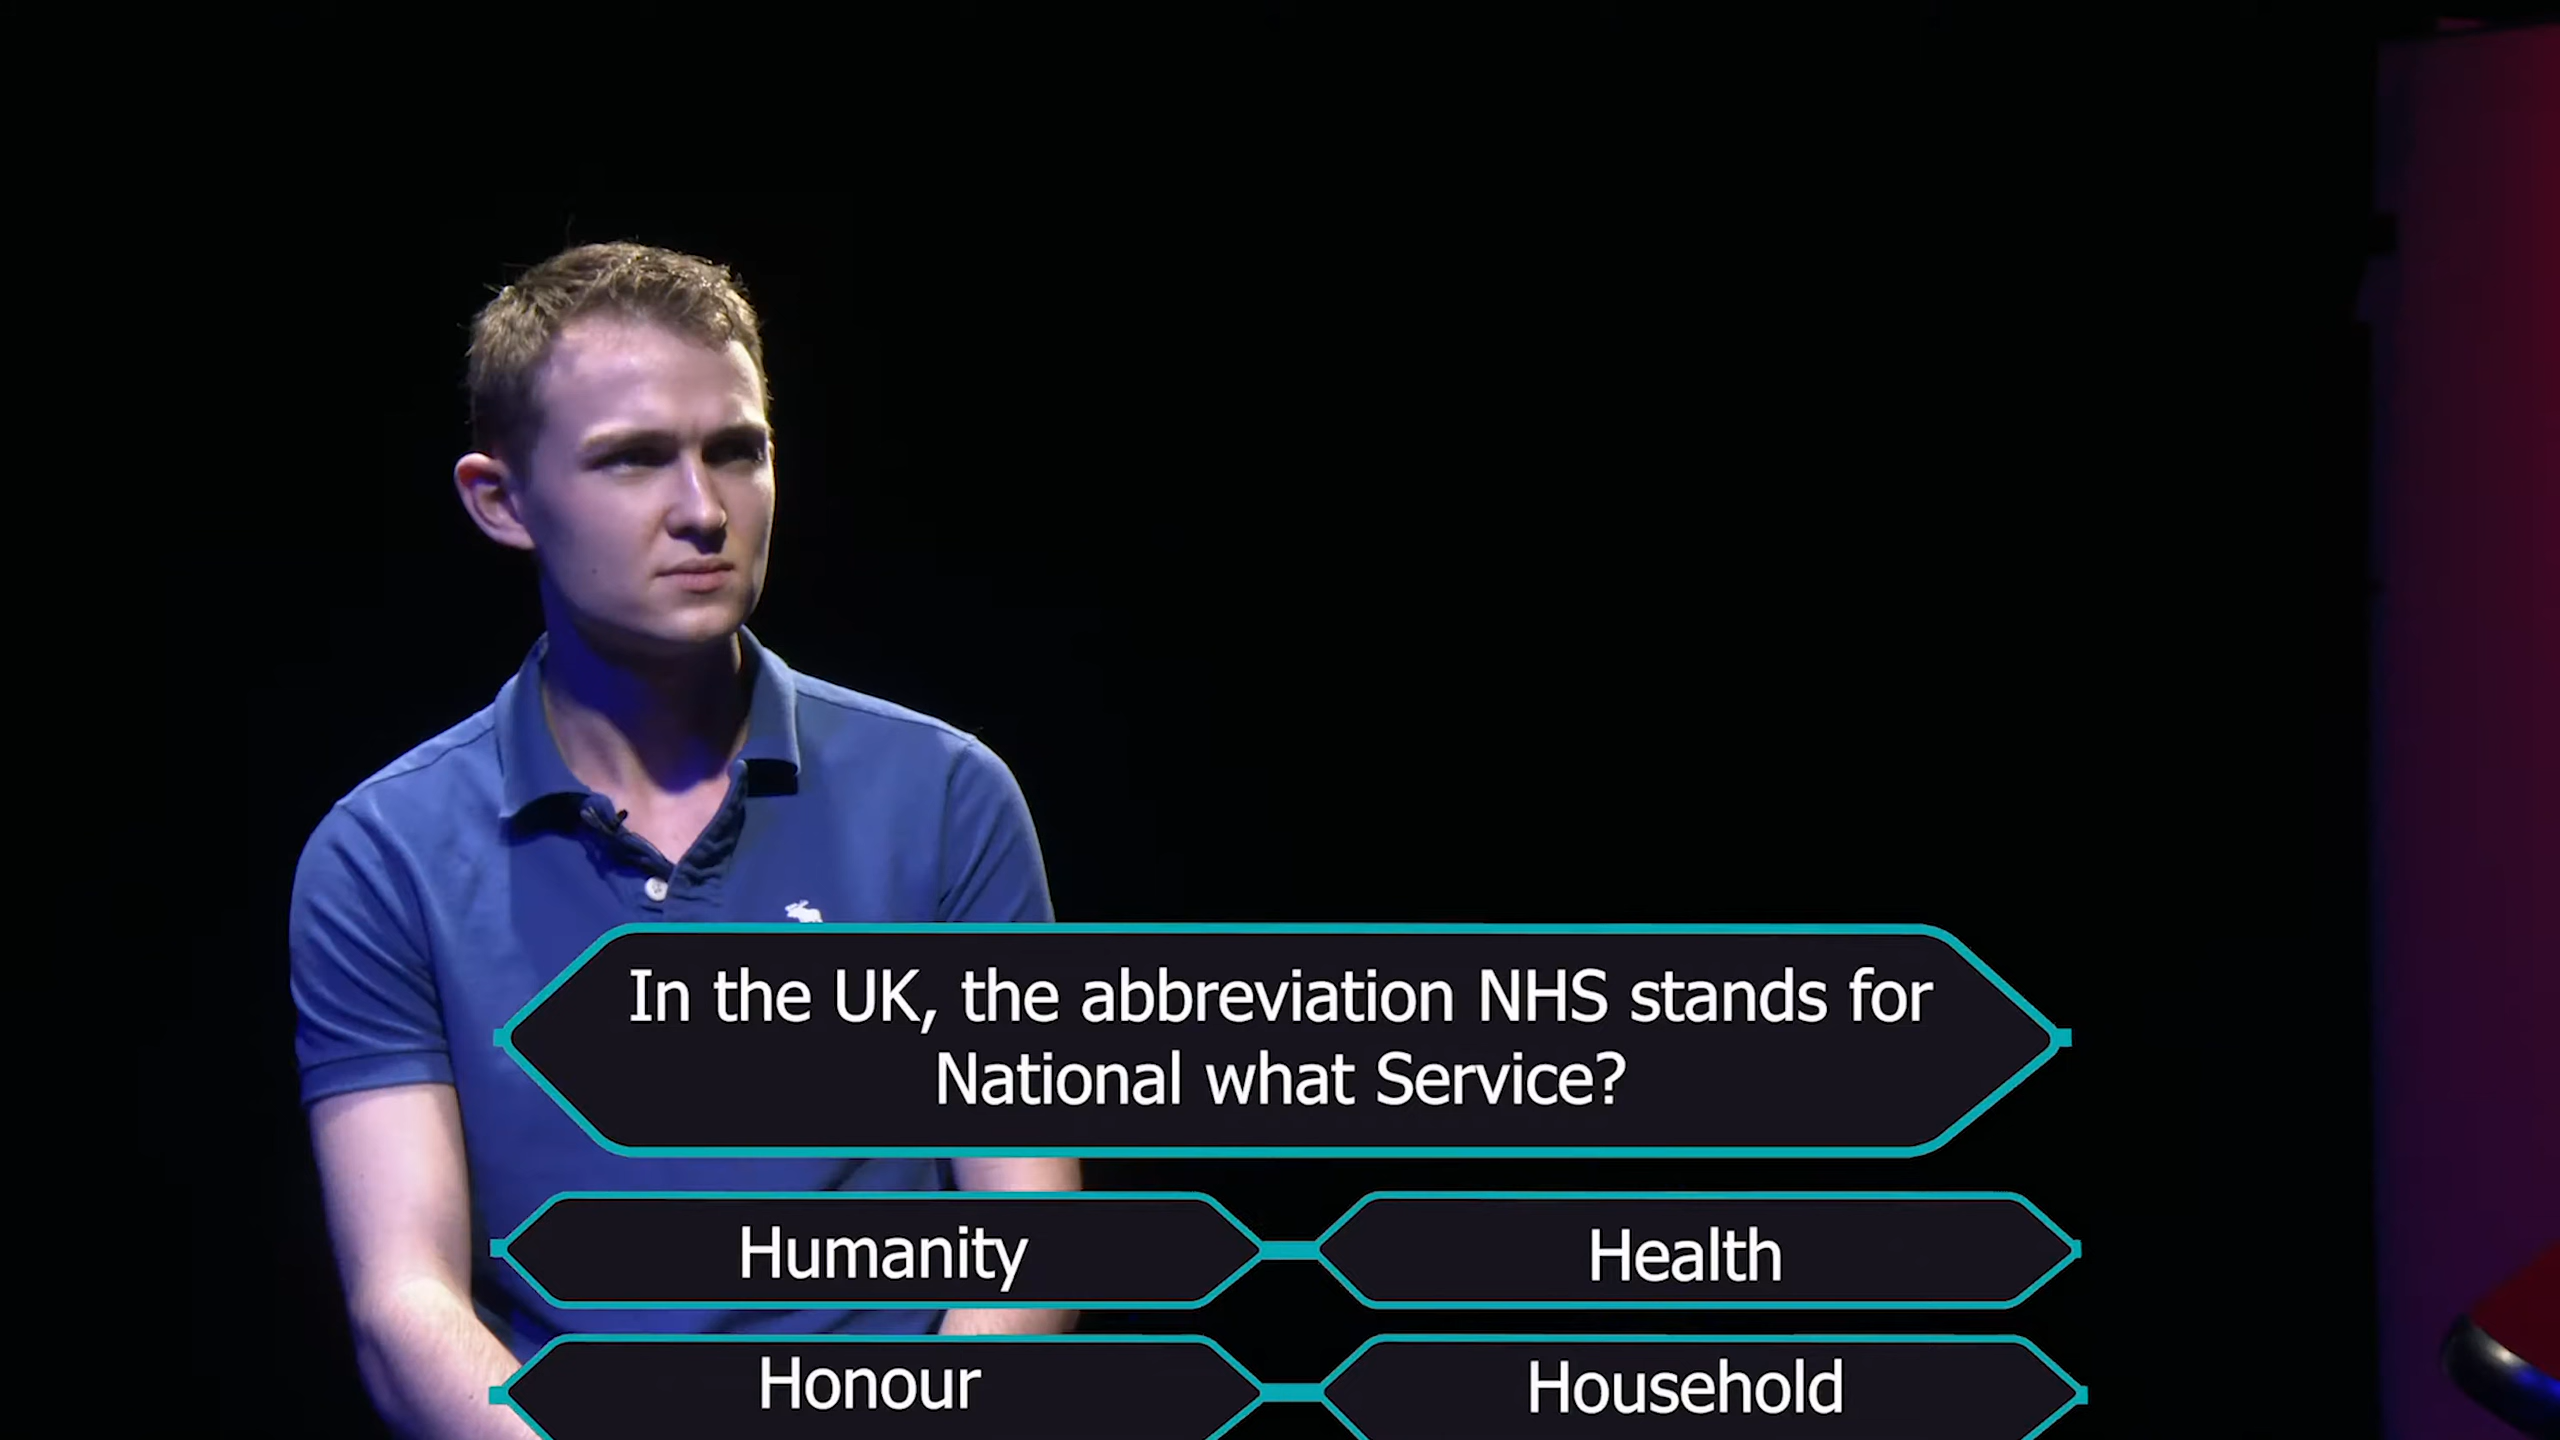 In the UK, the abbreviation NHS stands for
National what Service?
Humanity
Health
Honour
Household